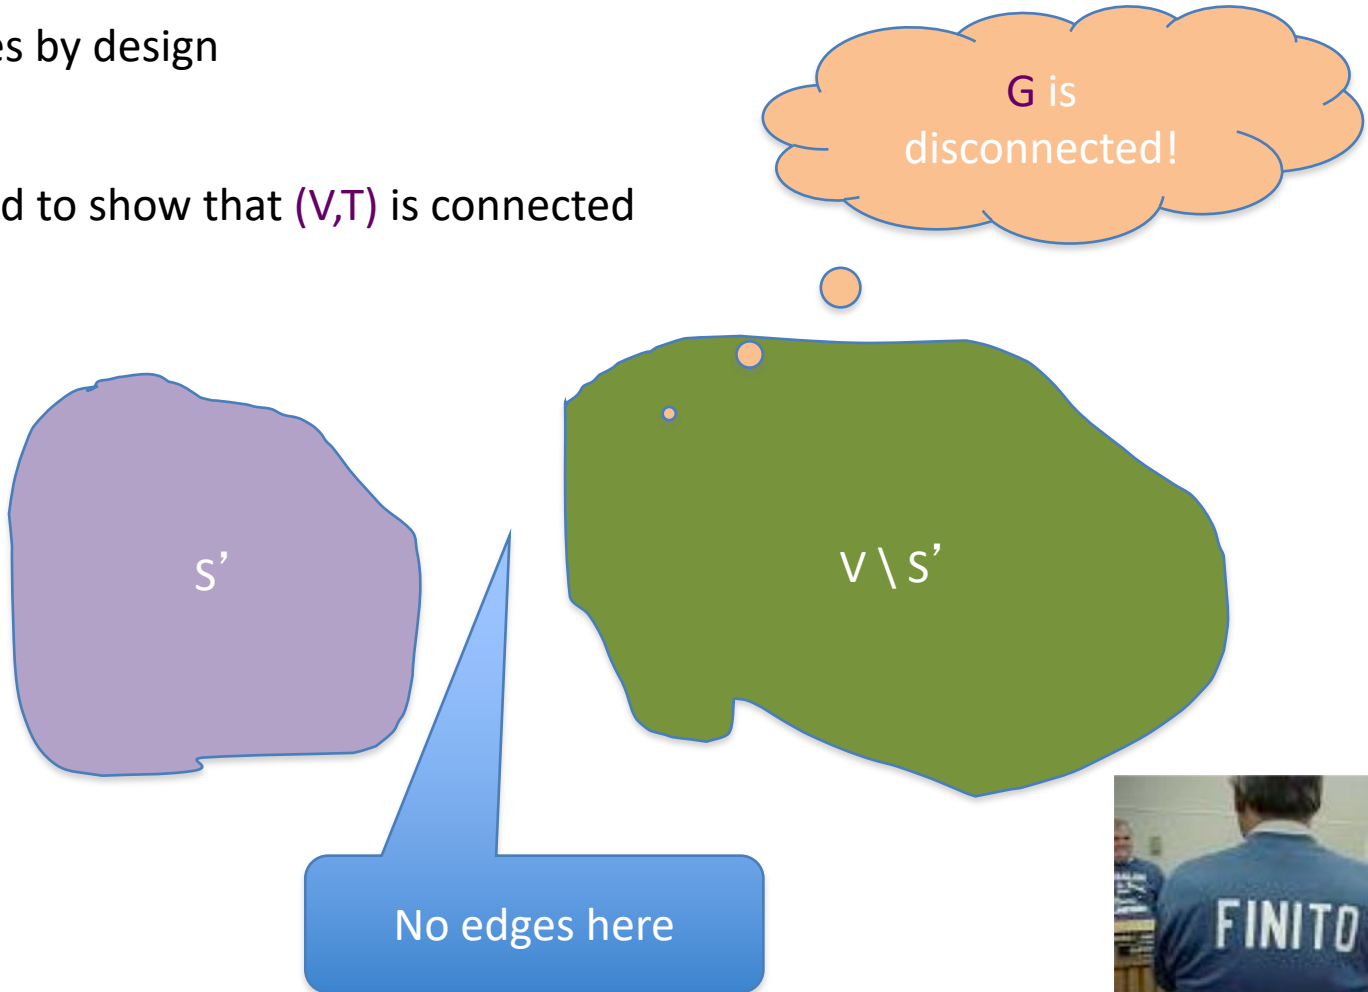 es by design
G is
disconnected!
d to show that (V,T) is connected
S’
V \ S’
No edges here
FINITO